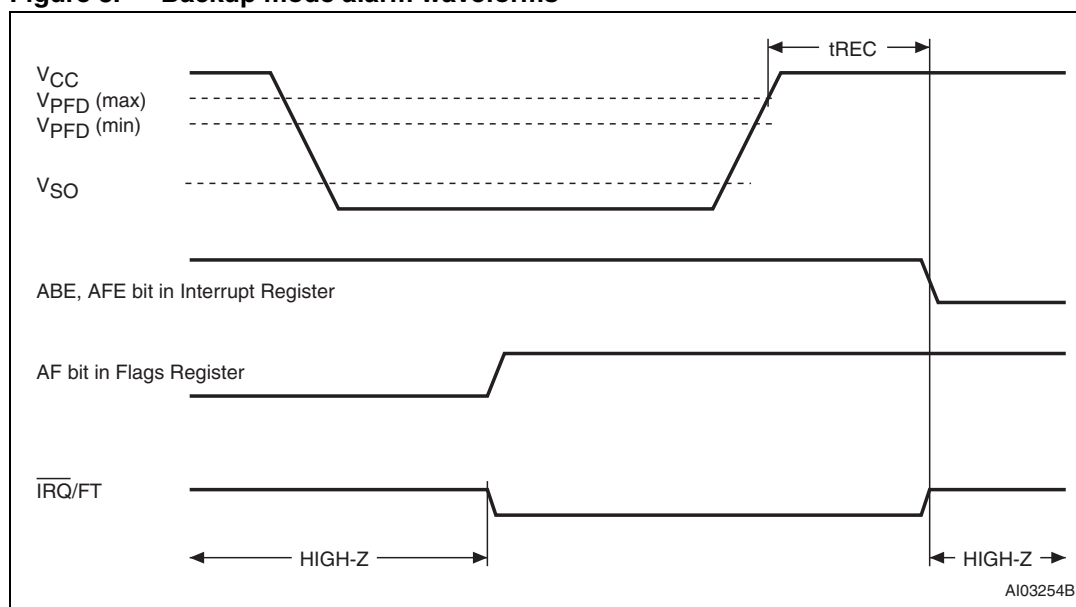 tREC
VCC
VPFD (max)
VPFD (min)
VSO
ABE, AFE bit in Interrupt Register
AF bit in Flags Register
IRQ/FT
HIGH-Z
HIGH-Z
AI03254B